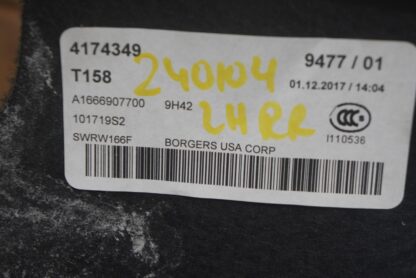 4174349
9477 / 01
T158
240104
01.12.2017 / 14:04
A1666907700 9H42
LH RR
CCC
101719S2
I110536
SWRW166F BORGERS USA CORP